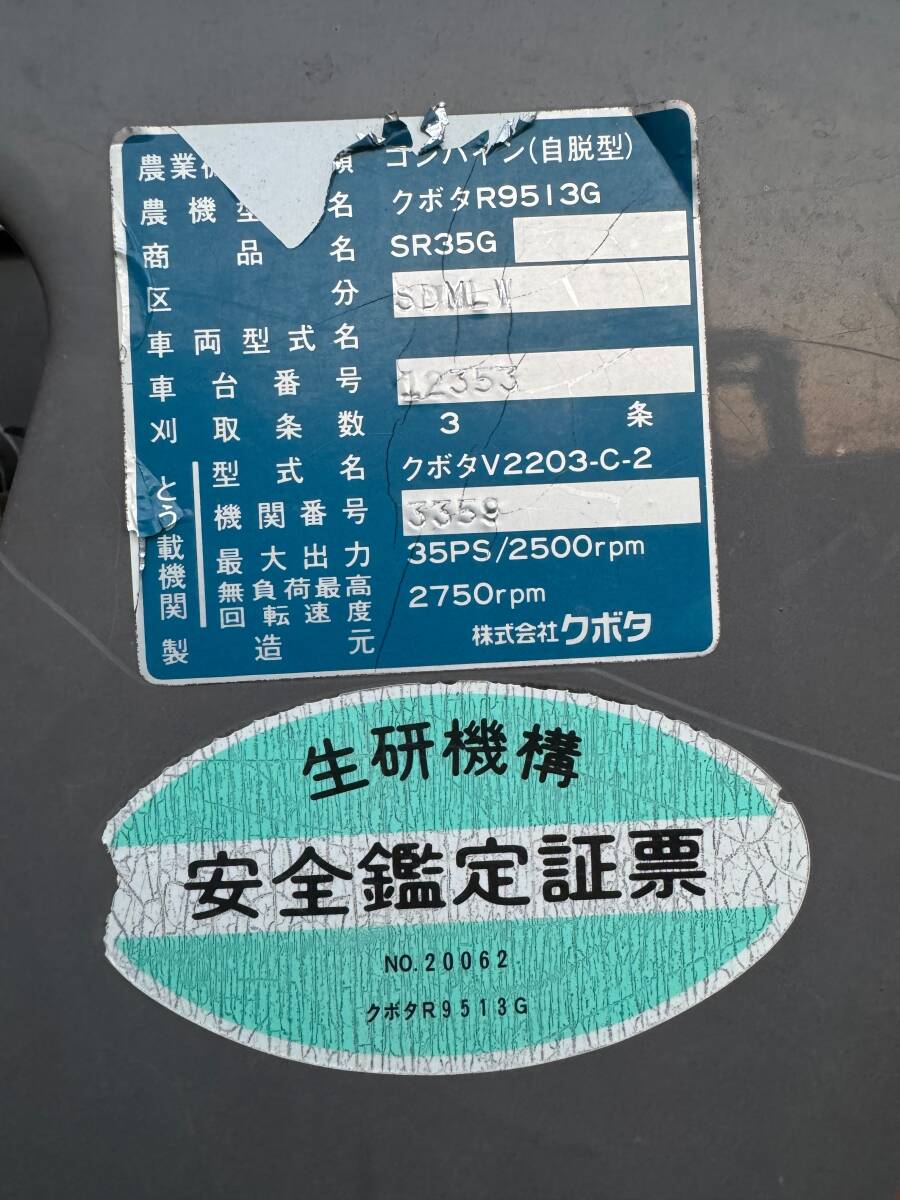 農業機 類 コンバイン(自脱型)
農機型 名 クボタR9513G
商品名 SR35G
区分 SDMLW
車両型式名
車台番号 12353
刈取条数 3 条
とう載機関
型式名 クボタV2203-C-2
機関番号 3359
最大出力 35PS/2500rpm
無負荷最高回転速度 2750rpm
製造元 株式会社クボタ
生研機構
安全鑑定証票
NO.20062
クボタR9513G